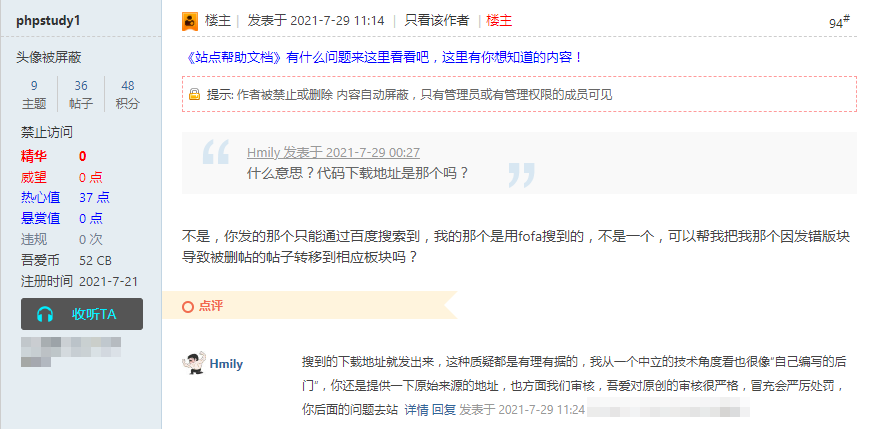 phpstudy1
楼主 | 发表于 2021-7-29 11:14 | 只看该作者 | 楼主
94#
头像被屏蔽
9 36 48
主题 帖子 积分
禁止访问
精华 0
威望 0 点
热心值 37 点
悬赏值 0 点
违规 0 次
吾爱币 52 CB
注册时间 2021-7-21
收听TA
《站点帮助文档》有什么问题来这里看看吧，这里有你想知道的内容！
提示: 作者被禁止或删除 内容自动屏蔽，只有管理员或有管理权限的成员可见
Hmily 发表于 2021-7-29 00:27
什么意思？代码下载地址是那个吗？
不是，你发的那个只能通过百度搜索到，我的那个是用fofa搜到的，不是一个，可以帮我把我那个因发错版块
导致被删帖的帖子转移到相应板块吗？
点评
Hmily
搜到的下载地址就发出来，这种质疑都是有理有据的，我从一个中立的技术角度看也很像“自己编写的后
门”，你还是提供一下原始来源的地址，也方面我们审核，吾爱对原创的审核很严格，冒充会严厉处罚，
你后面的问题去站 详情 回复 发表于 2021-7-29 11:24